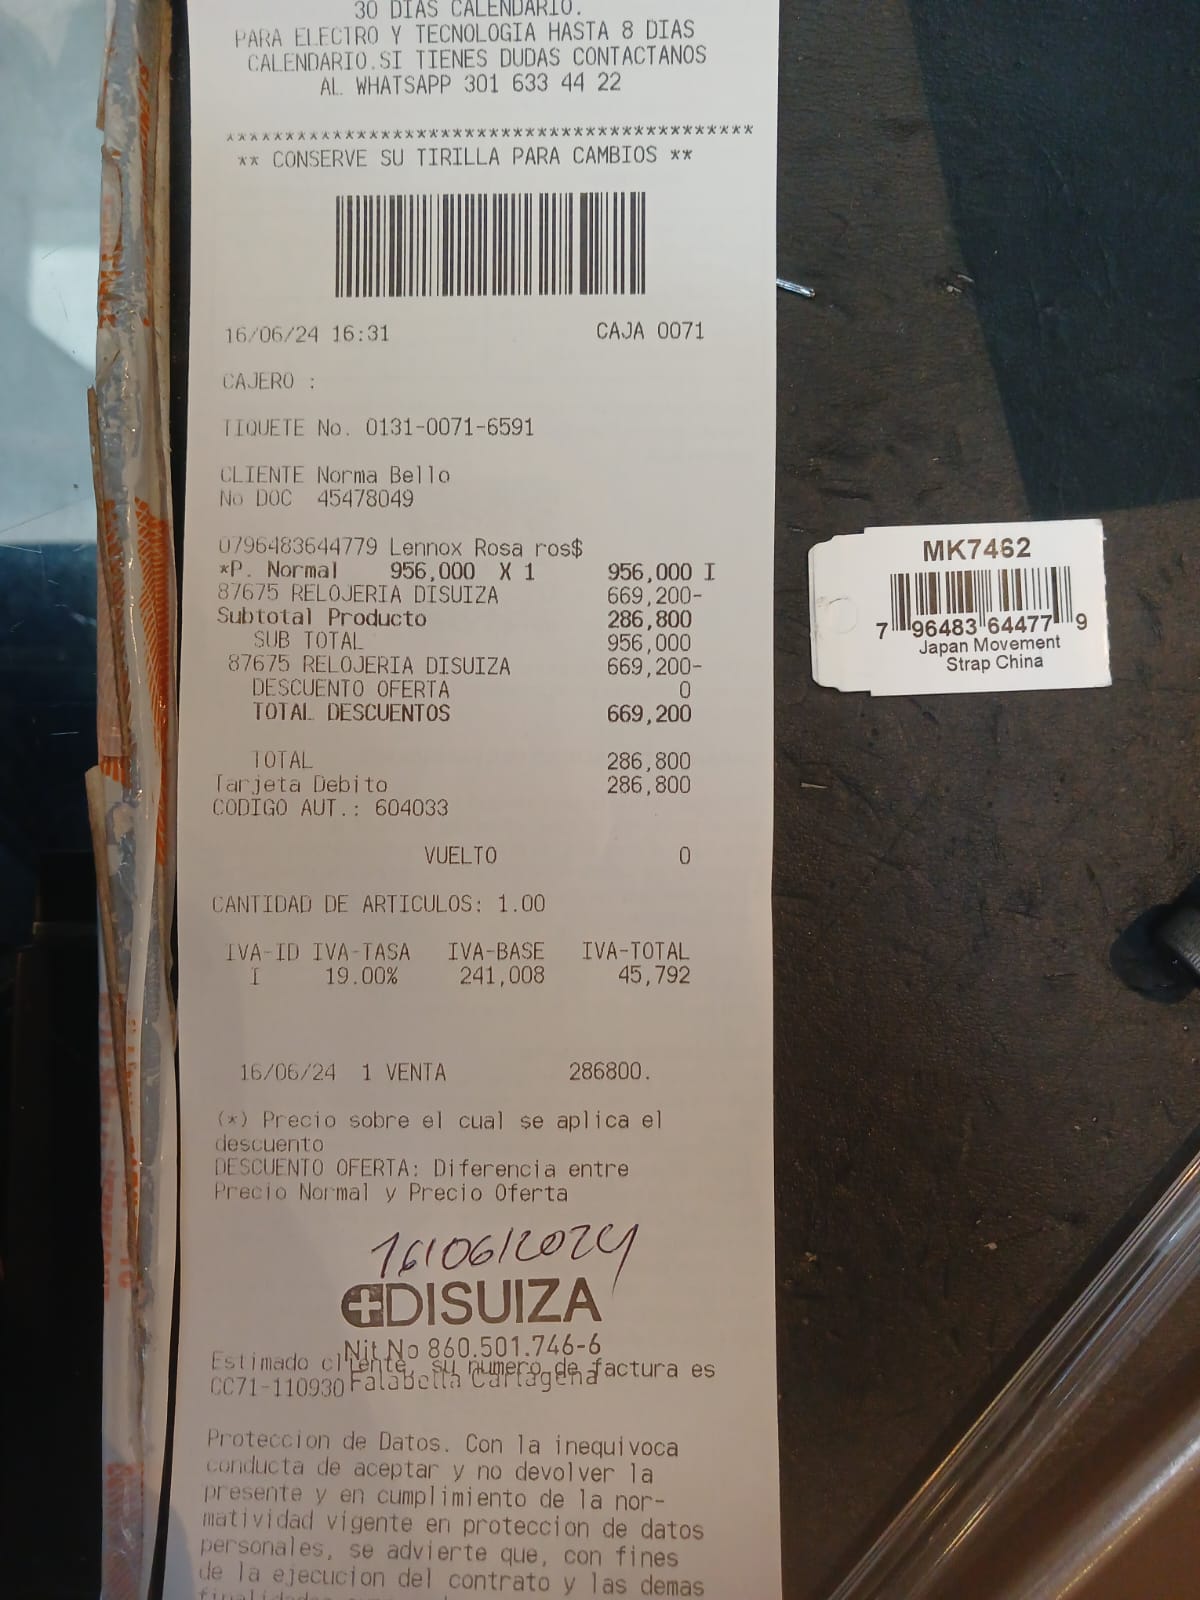 30 DIAS CALENDARIO.
PARA ELECTRO Y TECNOLOGIA HASTA 8 DIAS
CALENDARIO.SI TIENES DUDAS CONTACTANOS
AL WHATSAPP 301 633 44 22
********************************************
** CONSERVE SU TIRILLA PARA CAMBIOS **
16/06/24 16:31 CAJA 0071
CAJERO :
TIQUETE No. 0131-0071-6591
CLIENTE Norma Bello
No DOC 45478049
0796483644779 Lennox Rosa ros$
*P. Normal 956,000 X 1 956,000 I
87675 RELOJERIA DISUIZA 669,200-
Subtotal Producto 286,800
SUB TOTAL 956,000
87675 RELOJERIA DISUIZA 669,200-
DESCUENTO OFERTA 0
TOTAL DESCUENTOS 669,200
TOTAL 286,800
Tarjeta Debito 286,800
CODIGO AUT.: 604033
VUELTO 0
CANTIDAD DE ARTICULOS: 1.00
IVA-ID IVA-TASA IVA-BASE IVA-TOTAL
I 19.00% 241,008 45,792
16/06/24 1 VENTA 286800.
(*) Precio sobre el cual se aplica el
descuento
DESCUENTO OFERTA: Diferencia entre
Precio Normal y Precio Oferta
16/06/2024
DISUIZA
Nit No 860.501.746-6
Falabella Cartagena
Estimado cliente, su numero de factura es
CC71-110930
Proteccion de Datos. Con la inequivoca
conducta de aceptar y no devolver la
presente y en cumplimiento de la nor-
matividad vigente en proteccion de datos
personales, se advierte que, con fines
de la ejecucion del contrato y las demas
MK7462
7 96483 64477 9
Japan Movement
Strap China